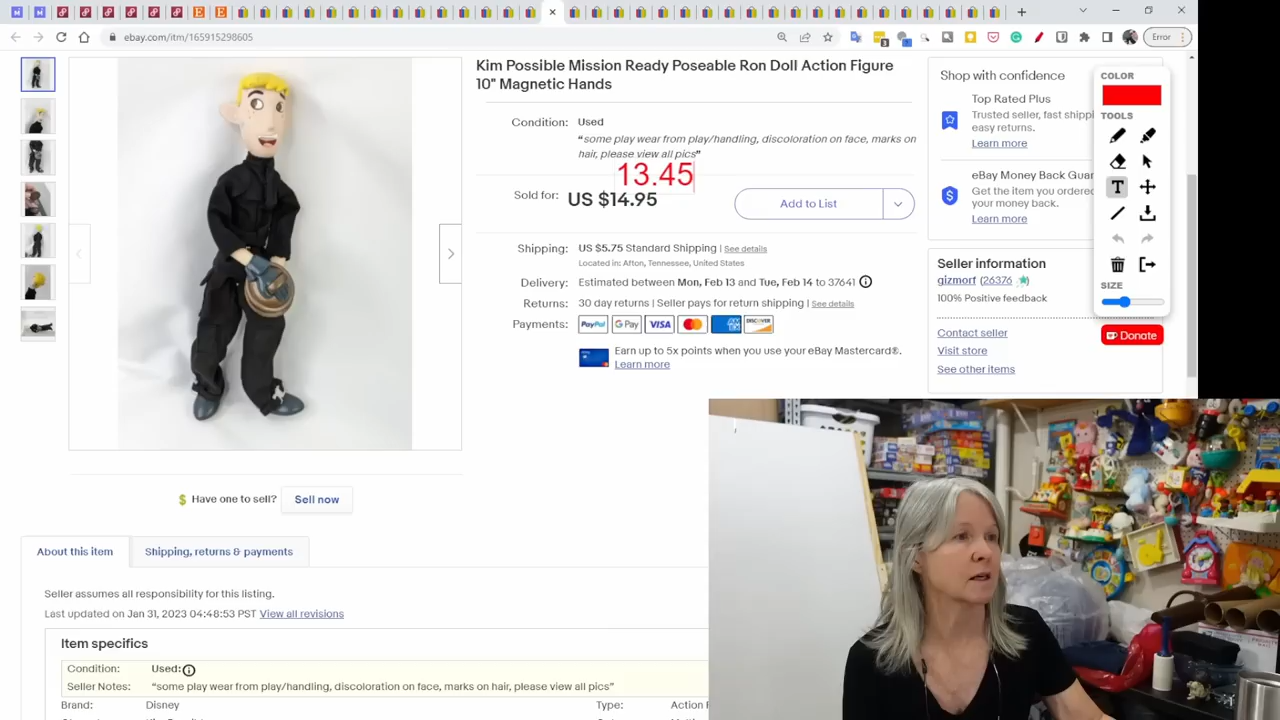 ebay.com/itm/165915298605
Error
Kim Possible Mission Ready Poseable Ron Doll Action Figure
10" Magnetic Hands
Condition: Used
"some play wear from play/handling, discoloration on face, marks on
hair, please view all pics"
13.45
Sold for: US $14.95
Add to List
Shipping: US $5.75 Standard Shipping | See details
Located in: Afton, Tennessee, United States
Delivery: Estimated between Mon, Feb 13 and Tue, Feb 14 to 37641
Returns: 30 day returns | Seller pays for return shipping | See details
Payments: PayPal G Pay VISA DISCOVER
Earn up to 5x points when you use your eBay Mastercard®.
Learn more
Shop with confidence
Top Rated Plus
Trusted seller, fast shippi
easy returns.
Learn more
eBay Money Back Guar
Get the item you ordere
your money back.
Learn more
Seller information
gizmorf (26376
100% Positive feedback
Contact seller
Visit store
See other items
COLOR
TOOLS
T
SIZE
Donate
$ Have one to sell? Sell now
About this item
Shipping, returns & payments
Seller assumes all responsibility for this listing.
Last updated on Jan 31, 2023 04:48:53 PST View all revisions
Item specifics
Condition: Used:
Seller Notes: "some play wear from play/handling, discoloration on face, marks on hair, please view all pics"
Brand: Disney
Type: Action F